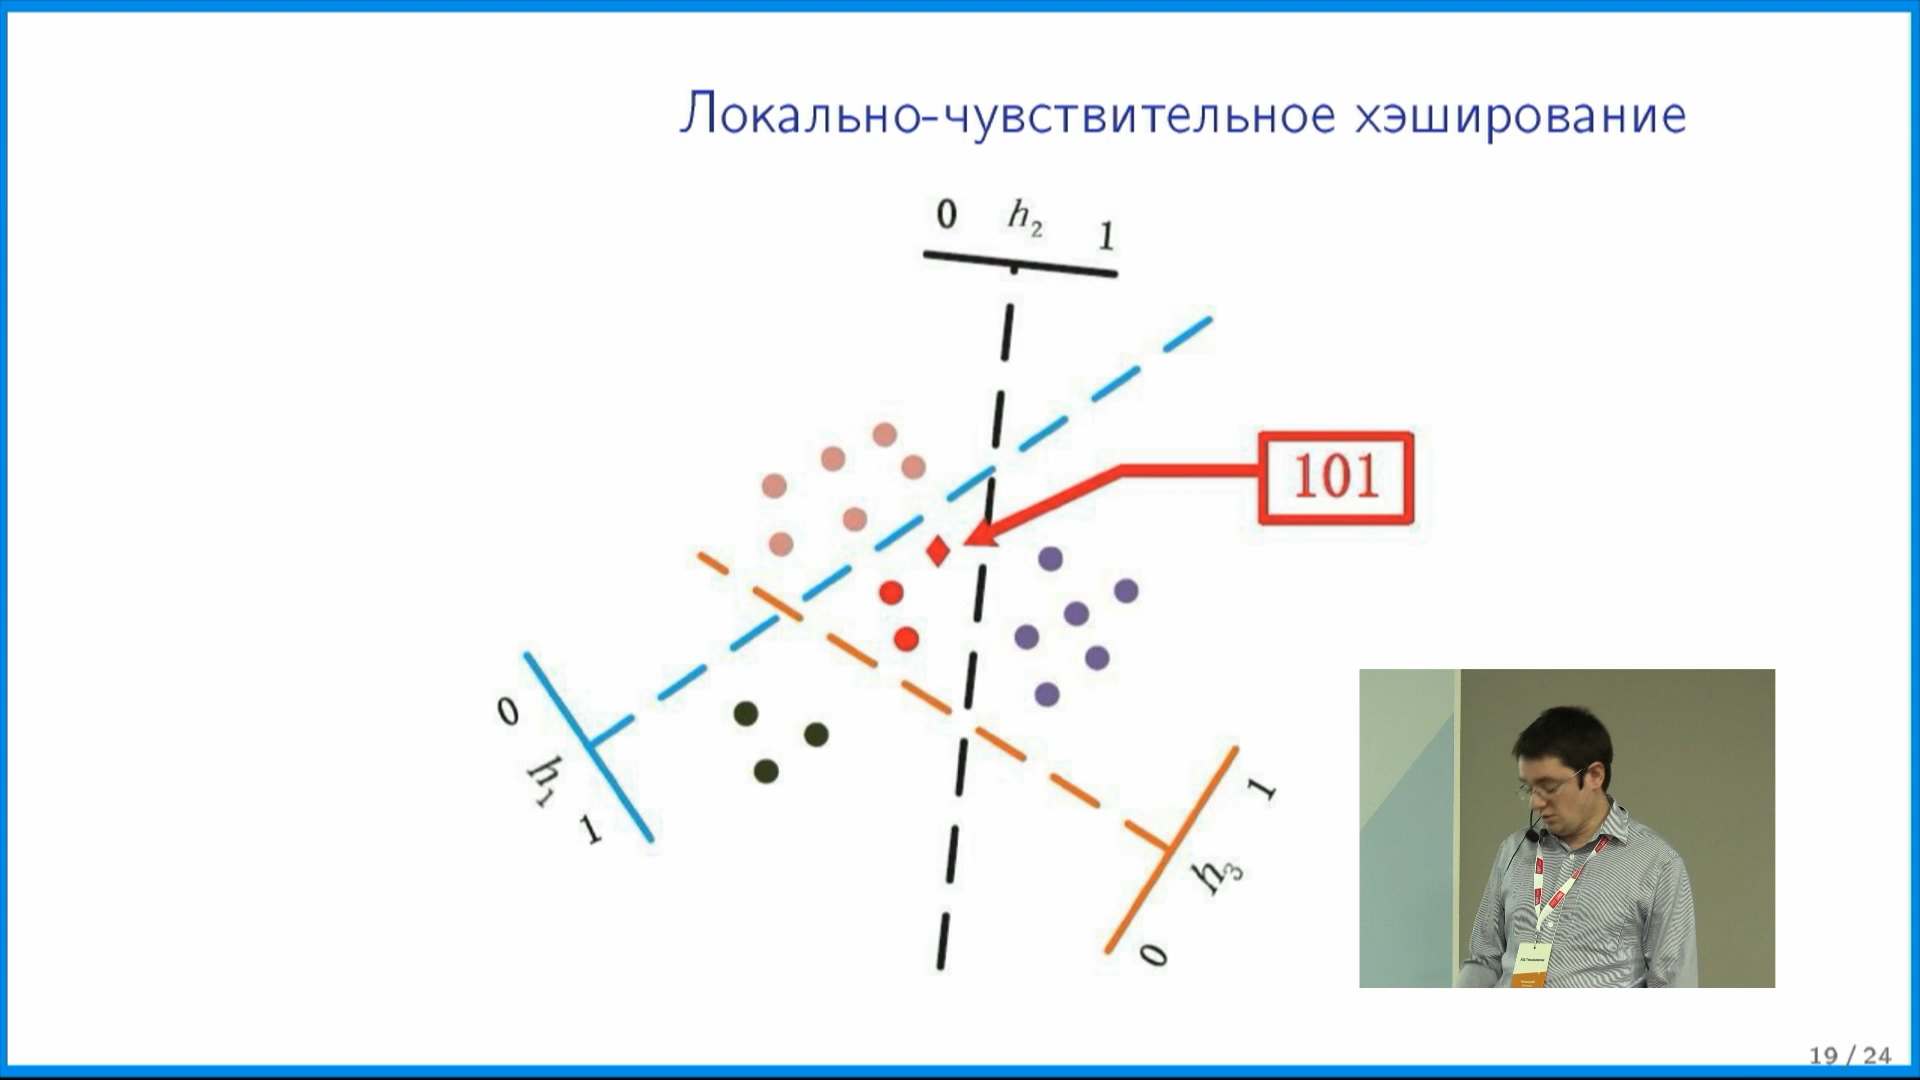 Локально-чувствительное хэширование
0 h₂ 1
101
0 h₁ 1
1 h₃ 0
19 / 24